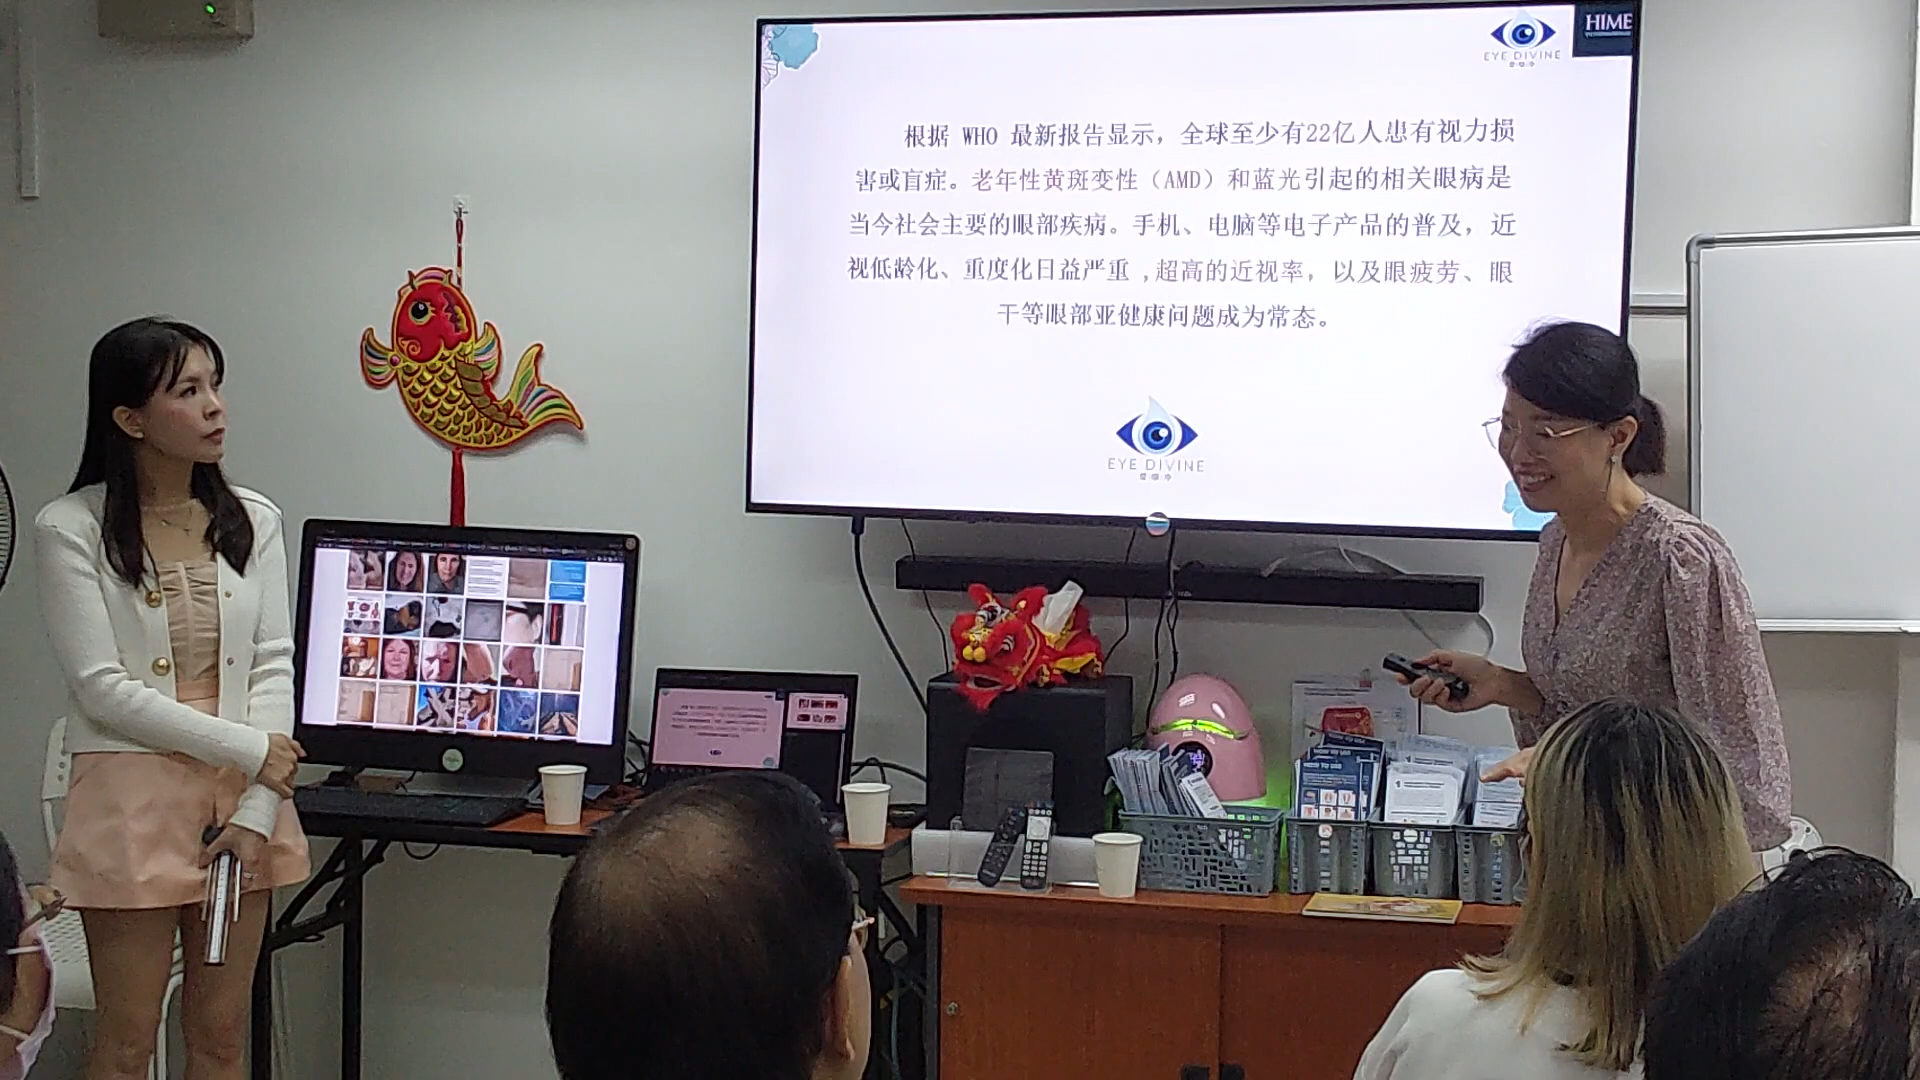 HIME
EYE DIVINE
根据 WHO 最新报告显示，全球至少有22亿人患有视力损
害或盲症。老年性黄斑变性（AMD）和蓝光引起的相关眼病是
当今社会主要的眼部疾病。手机、电脑等电子产品的普及，近
视低龄化、重度化日益严重 ,超高的近视率，以及眼疲劳、眼
干等眼部亚健康问题成为常态。
EYE DIVINE
HOW TO USE